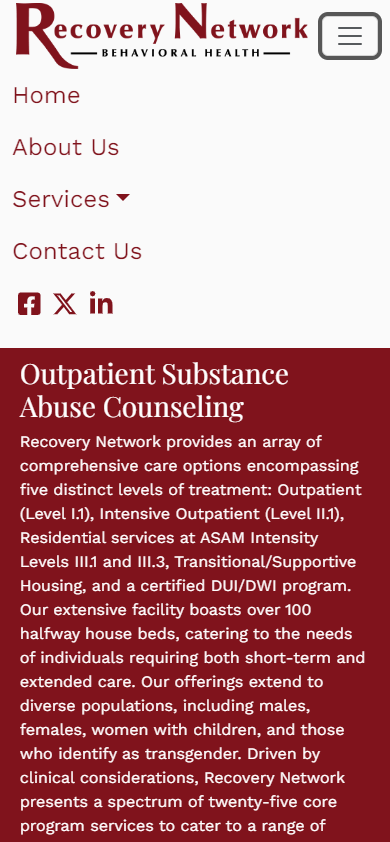 Recovery Network
BEHAVIORAL HEALTH
Home
About Us
Services
Contact Us
Outpatient Substance
Abuse Counseling
Recovery Network provides an array of
comprehensive care options encompassing
five distinct levels of treatment: Outpatient
(Level I.1), Intensive Outpatient (Level II.1),
Residential services at ASAM Intensity
Levels III.1 and III.3, Transitional/Supportive
Housing, and a certified DUI/DWI program.
Our extensive facility boasts over 100
halfway house beds, catering to the needs
of individuals requiring both short-term and
extended care. Our offerings extend to
diverse populations, including males,
females, women with children, and those
who identify as transgender. Driven by
clinical considerations, Recovery Network
presents a spectrum of twenty-five core
program services to cater to a range of